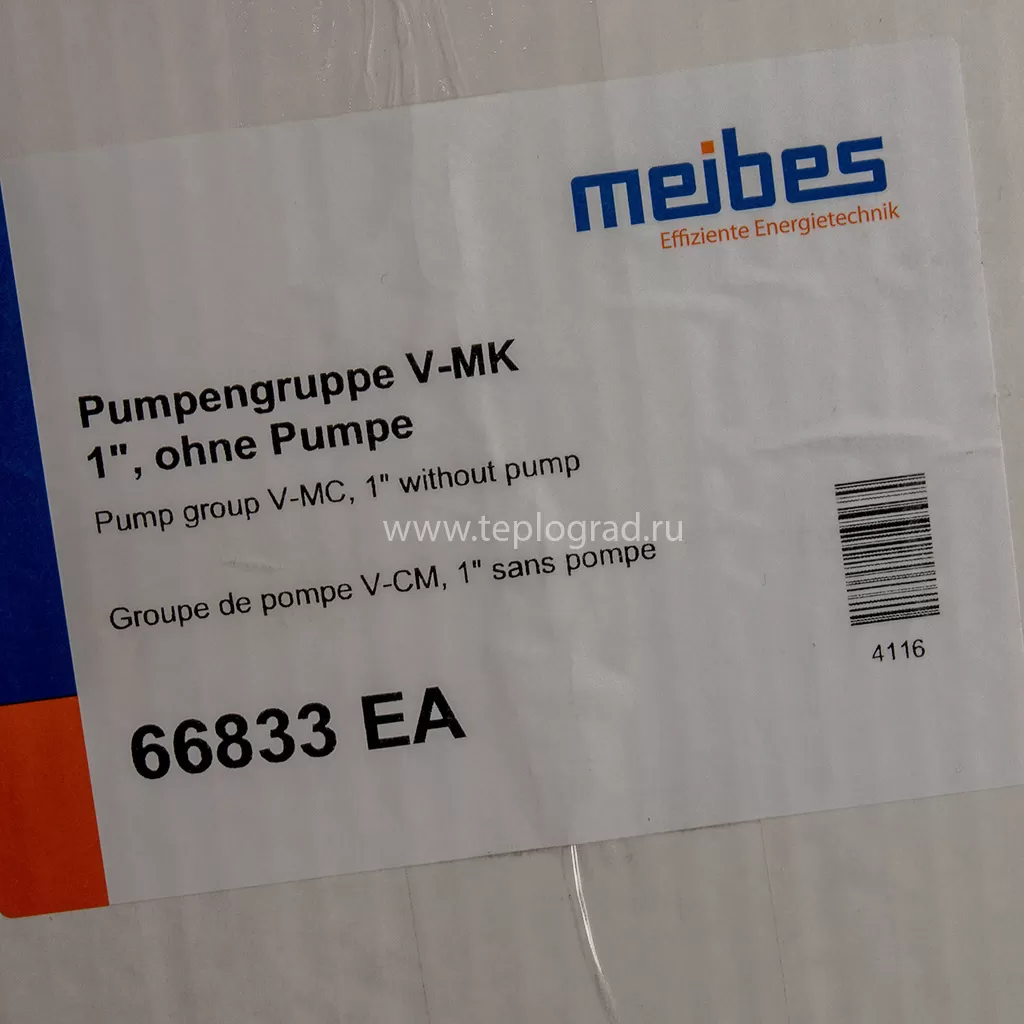 meibes
Effiziente Energietechnik
Pumpengruppe V-MK
1", ohne Pumpe
Pump group V-MC, 1" without pump
www.teplograd.ru
Groupe de pompe V-CM, 1" sans pompe
4116
66833 EA